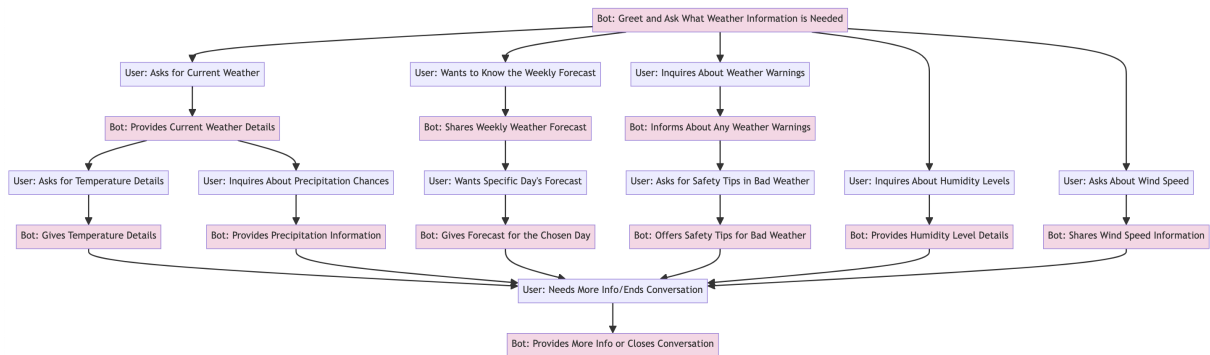 Bot: Greet and Ask What Weather Information is Needed
User: Asks for Current Weather
User: Wants to Know the Weekly Forecast
User: Inquires About Weather Warnings
Bot: Provides Current Weather Details
Bot: Shares Weekly Weather Forecast
Bot: Informs About Any Weather Warnings
User: Asks for Temperature Details
User: Inquires About Precipitation Chances
User: Wants Specific Day's Forecast
User: Asks for Safety Tips in Bad Weather
User: Inquires About Humidity Levels
User: Asks About Wind Speed
Bot: Gives Temperature Details
Bot: Provides Precipitation Information
Bot: Gives Forecast for the Chosen Day
Bot: Offers Safety Tips for Bad Weather
Bot: Provides Humidity Level Details
Bot: Shares Wind Speed Information
User: Needs More Info/Ends Conversation
Bot: Provides More Info or Closes Conversation